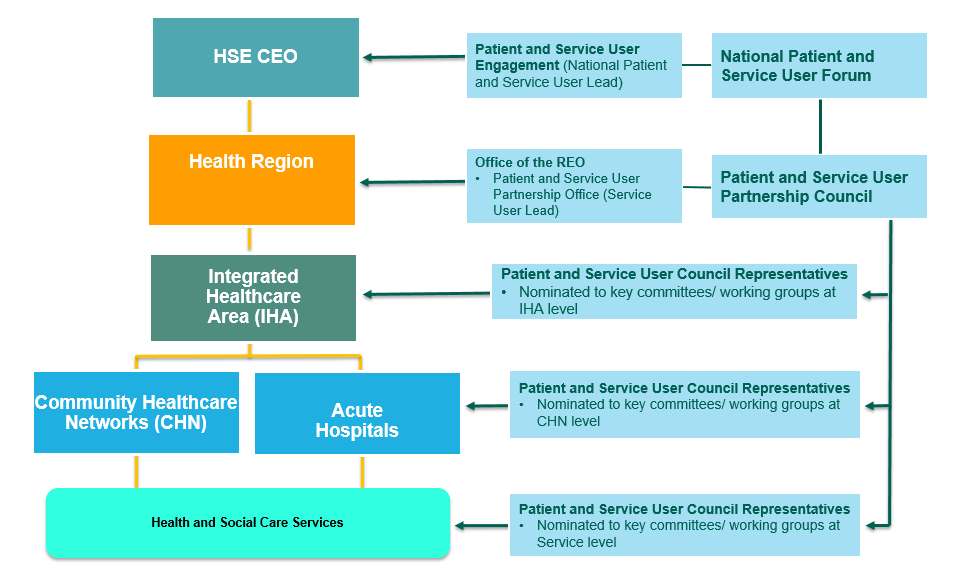 HSE CEO
Patient and Service User
Engagement (National Patient
and Service User Lead)
National Patient and
Service User Forum
Health Region
Office of the REO
• Patient and Service User
Partnership Office (Service
User Lead)
Patient and Service User
Partnership Council
Integrated
Healthcare
Area (IHA)
Patient and Service User Council Representatives
• Nominated to key committees/ working groups at
IHA level
Community Healthcare
Networks (CHN)
Acute
Hospitals
Patient and Service User Council Representatives
• Nominated to key committees/ working groups at
CHN level
Health and Social Care Services
Patient and Service User Council Representatives
• Nominated to key committees/ working groups at
Service level